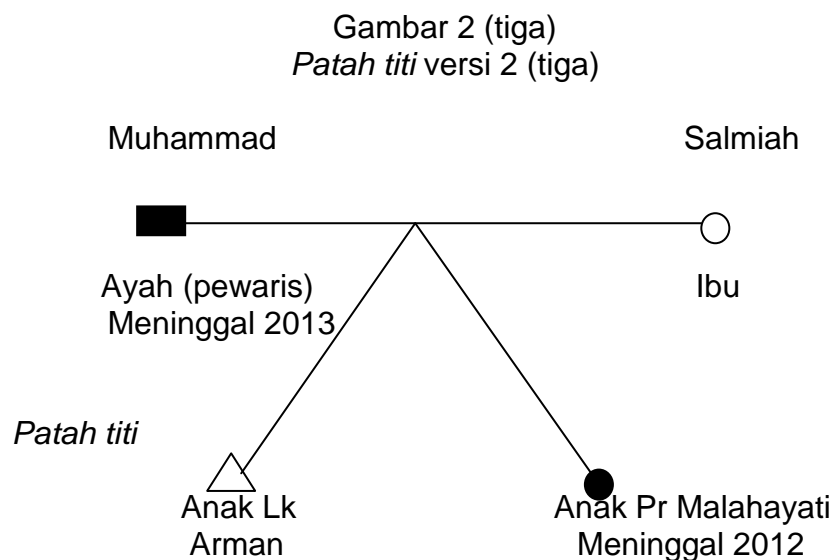 Gambar 2 (tiga)
Patah titi versi 2 (tiga)
Muhammad
Salmiah
Ayah (pewaris)
Meninggal 2013
Ibu
Patah titi
Anak Lk
Arman
Anak Pr Malahayati
Meninggal 2012